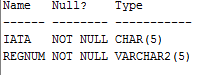 Name   Null?    Type
------ -------- -----------
IATA   NOT NULL CHAR(5)
REGNUM NOT NULL VARCHAR2(5)